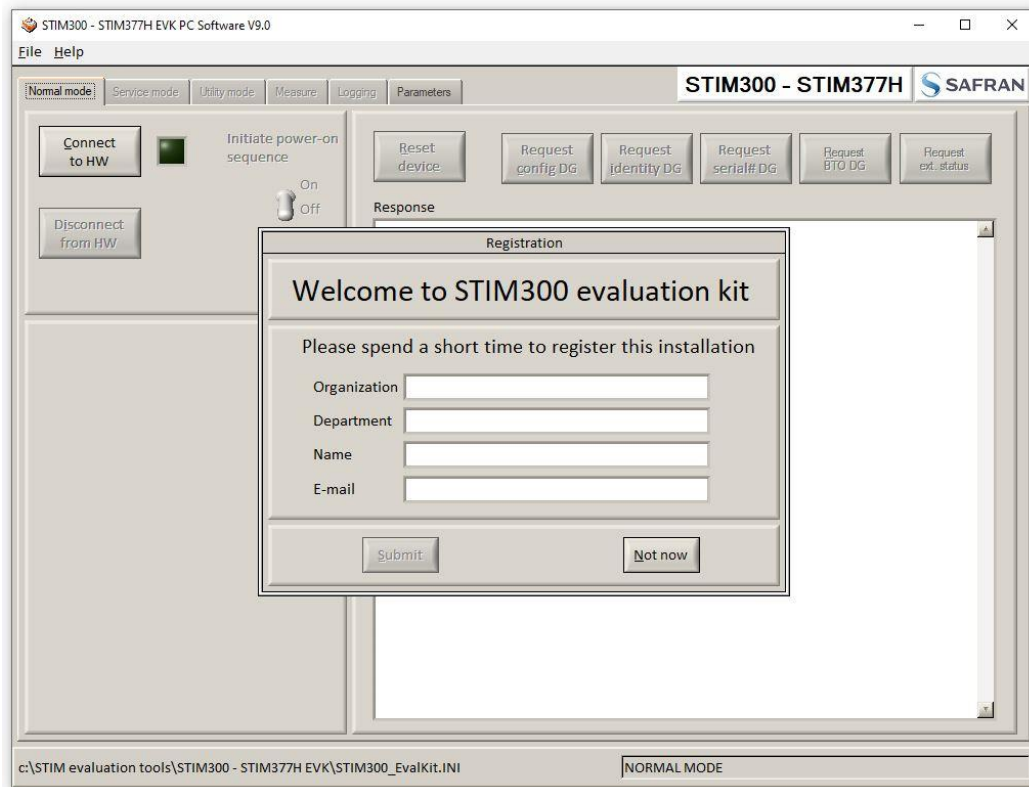 STIM300 - STIM377H EVK PC Software V9.0
File Help
Normal mode Service mode Utility mode Measure Logging Parameters
STIM300 - STIM377H SAFRAN
Connect
to HW
Initiate power-on
sequence
On
Off
Disconnect
from HW
Reset
device
Request
config DG
Request
identity DG
Request
serial# DG
Request
BTO DG
Request
ext. status
Response
Registration
Welcome to STIM300 evaluation kit
Please spend a short time to register this installation
Organization
Department
Name
E-mail
Submit Not now
c:\STIM evaluation tools\STIM300 - STIM377H EVK\STIM300_EvalKit.INI NORMAL MODE